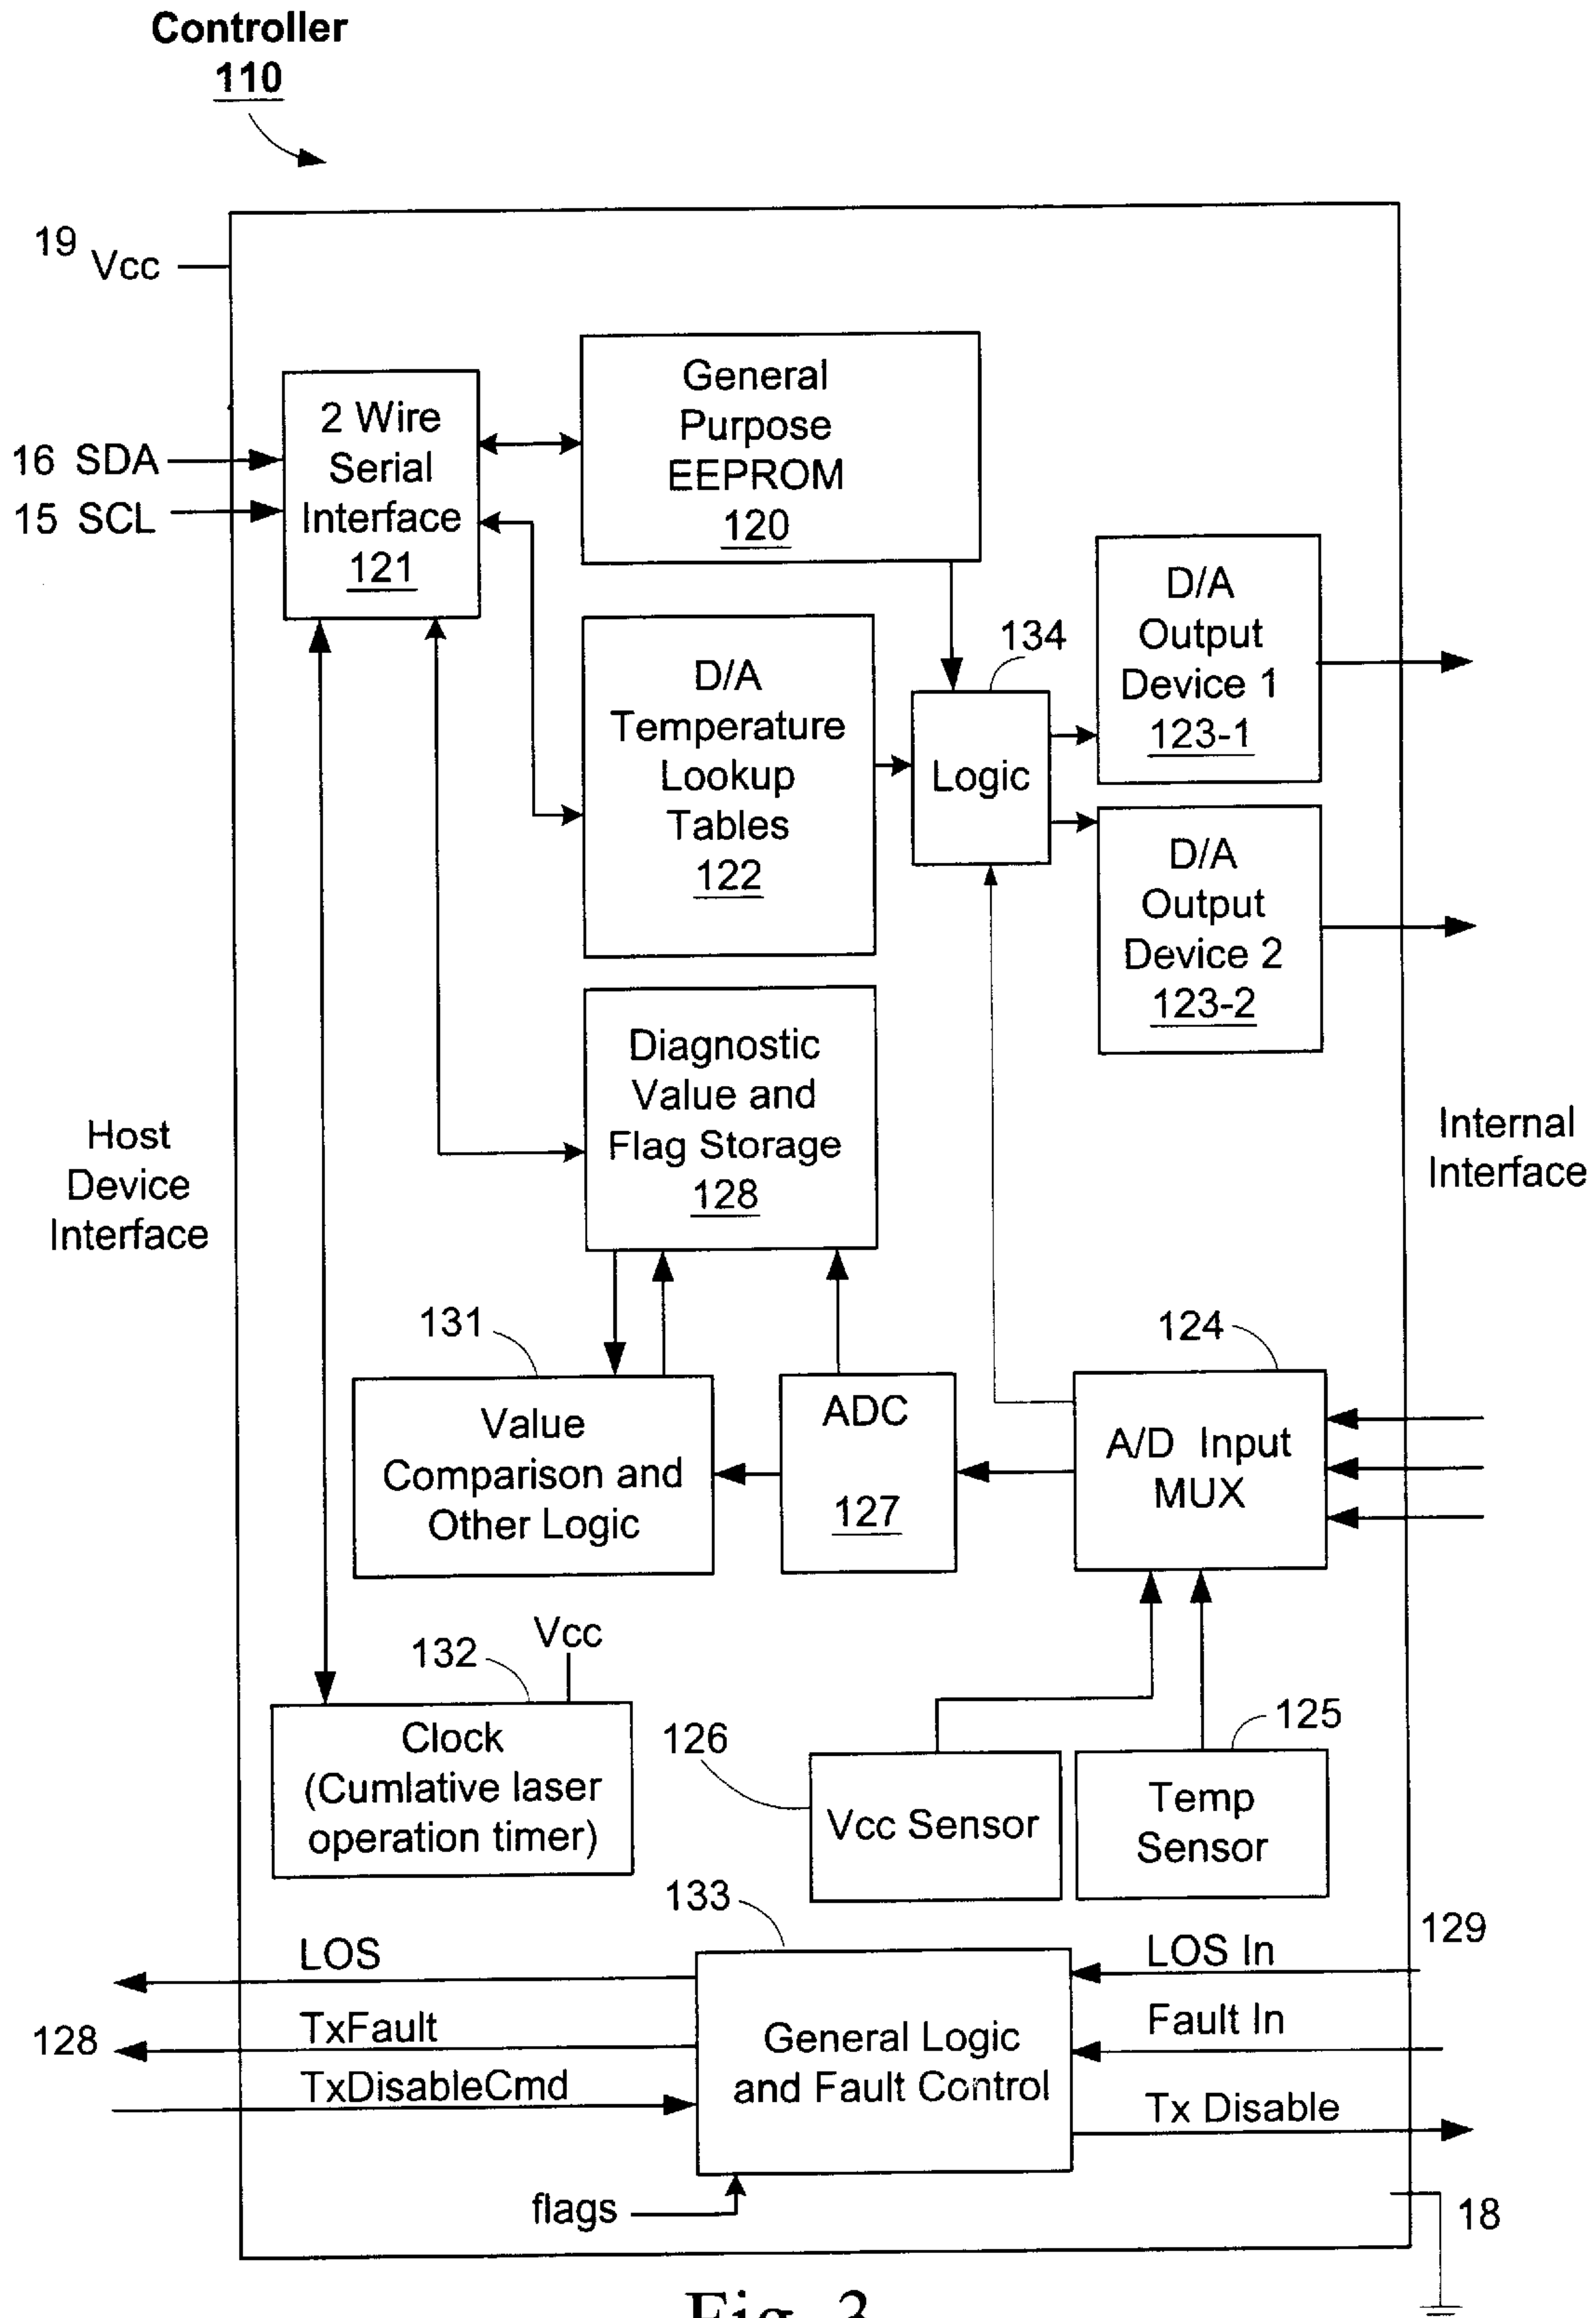 Controller
110
19
Vcc
16 SDA
15 SCL
2 Wire
Serial
Interface
121
General
Purpose
EEPROM
120
D/A
Temperature
Lookup
Tables
122
134
Logic
D/A
Output
Device 1
123-1
D/A
Output
Device 2
123-2
Diagnostic
Value and
Flag Storage
128
Host
Device
Interface
Internal
Interface
131
Value
Comparison and
Other Logic
ADC
127
124
A/D Input
MUX
132
Vcc
Clock
(Cumlative laser
operation timer)
126
Vcc Sensor
125
Temp
Sensor
133
General Logic
and Fault Control
LOS
128
TxFault
TxDisableCmd
129
LOS In
Fault In
Tx Disable
flags
18
Fig. 3